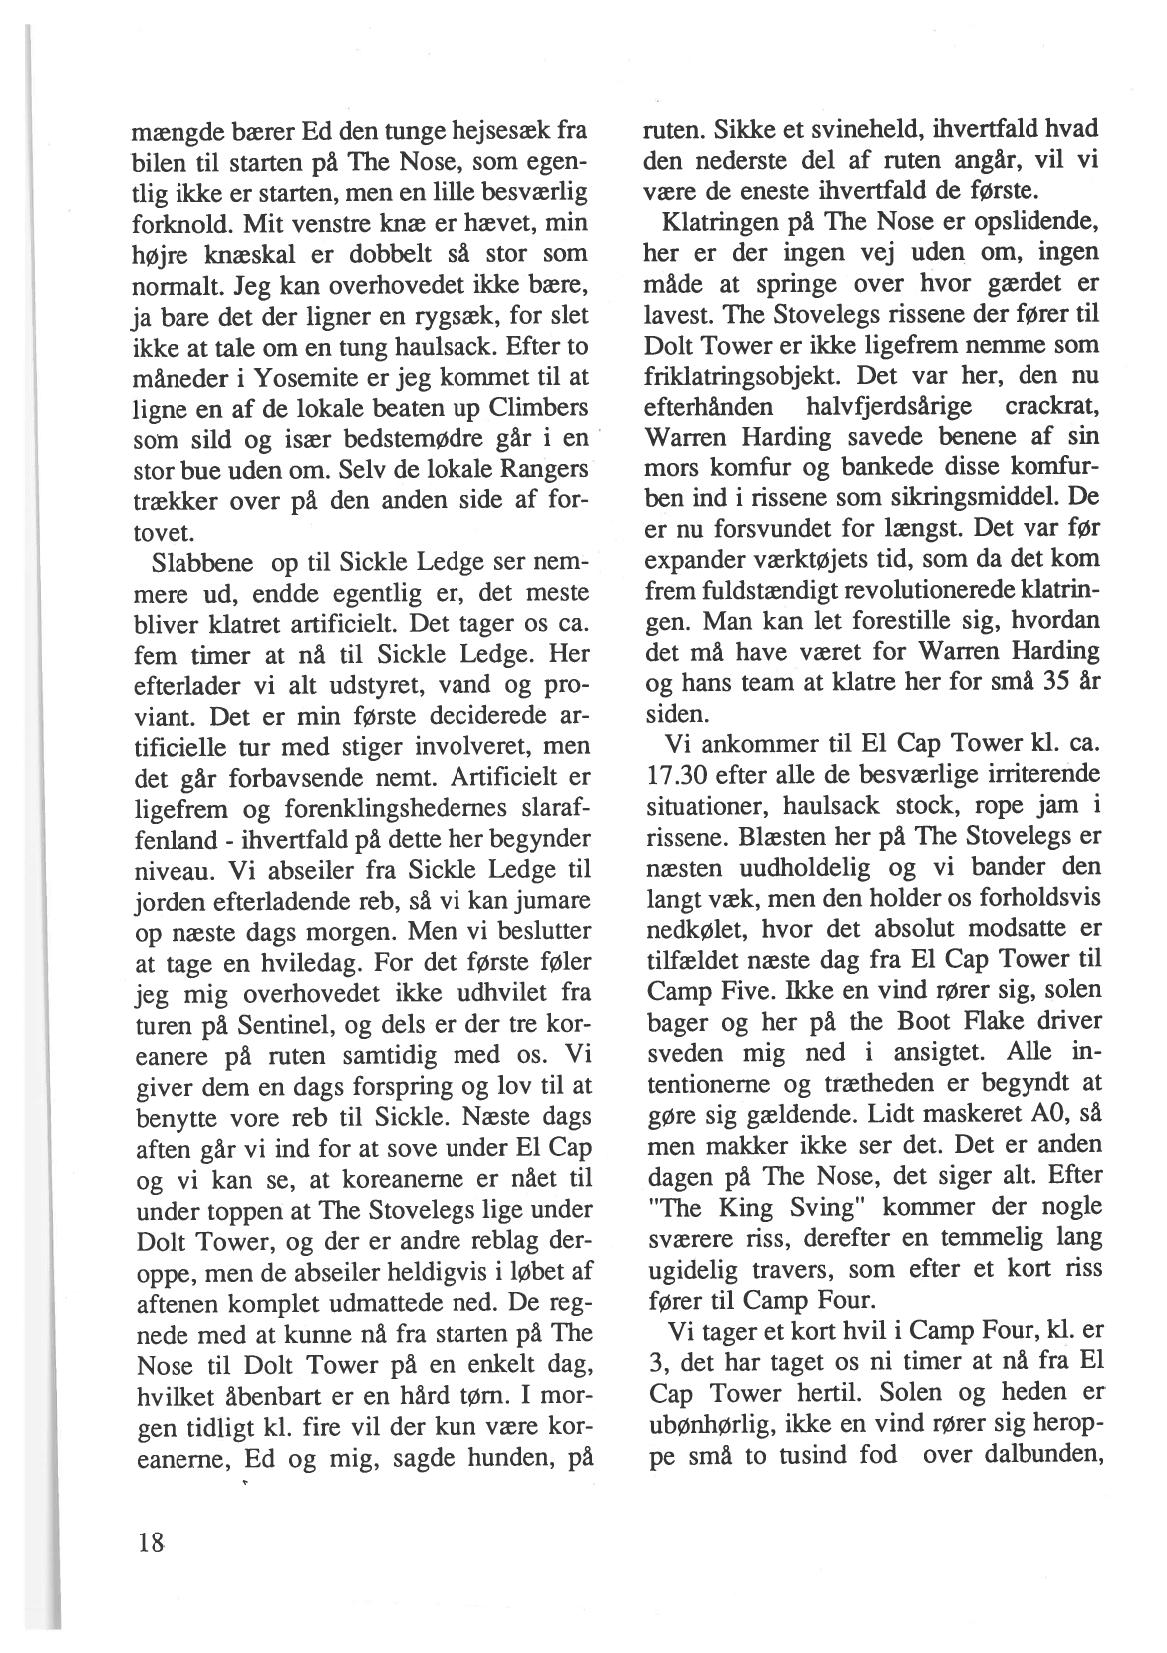 mængde bærer Ed den tunge hejsesæk fra
bilen til starten på The Nose, som egen-
tlig ikke er starten, men en lille besværlig
forknold. Mit venstre knæ er hævet, min
højre knæskal er dobbelt så stor som
normalt. Jeg kan overhovedet ikke bære,
ja bare det der ligner en rygsæk, for slet
ikke at tale om en tung haulsack. Efter to
måneder i Yosemite er jeg kommet til at
ligne en af de lokale beaten up Climbers
som sild og især bedstemødre går i en
stor bue uden om. Selv de lokale Rangers
trækker over på den anden side af for-
tovet.
Slabbene op til Sickle Ledge ser nem-
mere ud, endde egentlig er, det meste
bliver klatret artificielt. Det tager os ca.
fem timer at nå til Sickle Ledge. Her
efterlader vi alt udstyret, vand og pro-
viant. Det er min første deciderede ar-
tificielle tur med stiger involveret, men
det går forbavsende nemt. Artificielt er
ligefrem og forenklingshedernes slaraf-
fenland - ihvertfald på dette her begynder
niveau. Vi abseiler fra Sickle Ledge til
jorden efterladende reb, så vi kan jumare
op næste dags morgen. Men vi beslutter
at tage en hviledag. For det første føler
jeg mig overhovedet ikke udhvilet fra
turen på Sentinel, og dels er der tre kor-
eanere på ruten samtidig med os. Vi
giver dem en dags forspring og lov til at
benytte vore reb til Sickle. Næste dags
aften går vi ind for at sove under El Cap
og vi kan se, at koreanerne er nået til
under toppen at The Stovelegs lige under
Dolt Tower, og der er andre reblag der-
oppe, men de abseiler heldigvis i løbet af
aftenen komplet udmattede ned. De reg-
nede med at kunne nå fra starten på The
Nose til Dolt Tower på en enkelt dag,
hvilket åbenbart er en hård tørn. I mor-
gen tidligt kl. fire vil der kun være kor-
eanerne, Ed og mig, sagde hunden, på
ruten. Sikke et svineheld, ihvertfald hvad
den nederste del af ruten angår, vil vi
være de eneste ihvertfald de første.
Klatringen på The Nose er opslidende,
her er der ingen vej uden om, ingen
måde at springe over hvor gærdet er
lavest. The Stovelegs rissene der fører til
Dolt Tower er ikke ligefrem nemme som
friklatringsobjekt. Det var her, den nu
efterhånden halvfjerdsårige crackrat,
Warren Harding savede benene af sin
mors komfur og bankede disse komfur-
ben ind i rissene som sikringsmiddel. De
er nu forsvundet for længst. Det var før
expander værktøjets tid, som da det kom
frem fuldstændigt revolutionerede klatrin-
gen. Man kan let forestille sig, hvordan
det må have været for Warren Harding
og hans team at klatre her for små 35 år
siden.
Vi ankommer til El Cap Tower kl. ca.
17.30 efter alle de besværlige irriterende
situationer, haulsack stock, rope jam i
rissene. Blæsten her på The Stovelegs er
næsten uudholdelig og vi bander den
langt væk, men den holder os forholdsvis
nedkølet, hvor det absolut modsatte er
tilfældet næste dag fra El Cap Tower til
Camp Five. Ikke en vind rører sig, solen
bager og her på the Boot Flake driver
sveden mig ned i ansigtet. Alle in-
tentionerne og trætheden er begyndt at
gøre sig gældende. Lidt maskeret A0, så
men makker ikke ser det. Det er anden
dagen på The Nose, det siger alt. Efter
"The King Sving" kommer der nogle
sværere riss, derefter en temmelig lang
ugidelig travers, som efter et kort riss
fører til Camp Four.
Vi tager et kort hvil i Camp Four, kl. er
3, det har taget os ni timer at nå fra El
Cap Tower hertil. Solen og heden er
ubønhørlig, ikke en vind rører sig herop-
pe små to tusind fod over dalbunden,
18